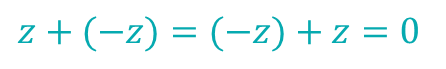 z + (−z) = (−z) + z = 0